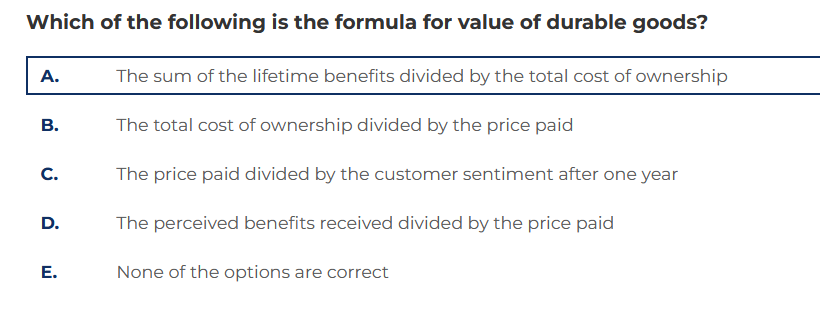 Which of the following is the formula for value of durable goods?
A. The sum of the lifetime benefits divided by the total cost of ownership
B. The total cost of ownership divided by the price paid
C. The price paid divided by the customer sentiment after one year
D. The perceived benefits received divided by the price paid
E. None of the options are correct